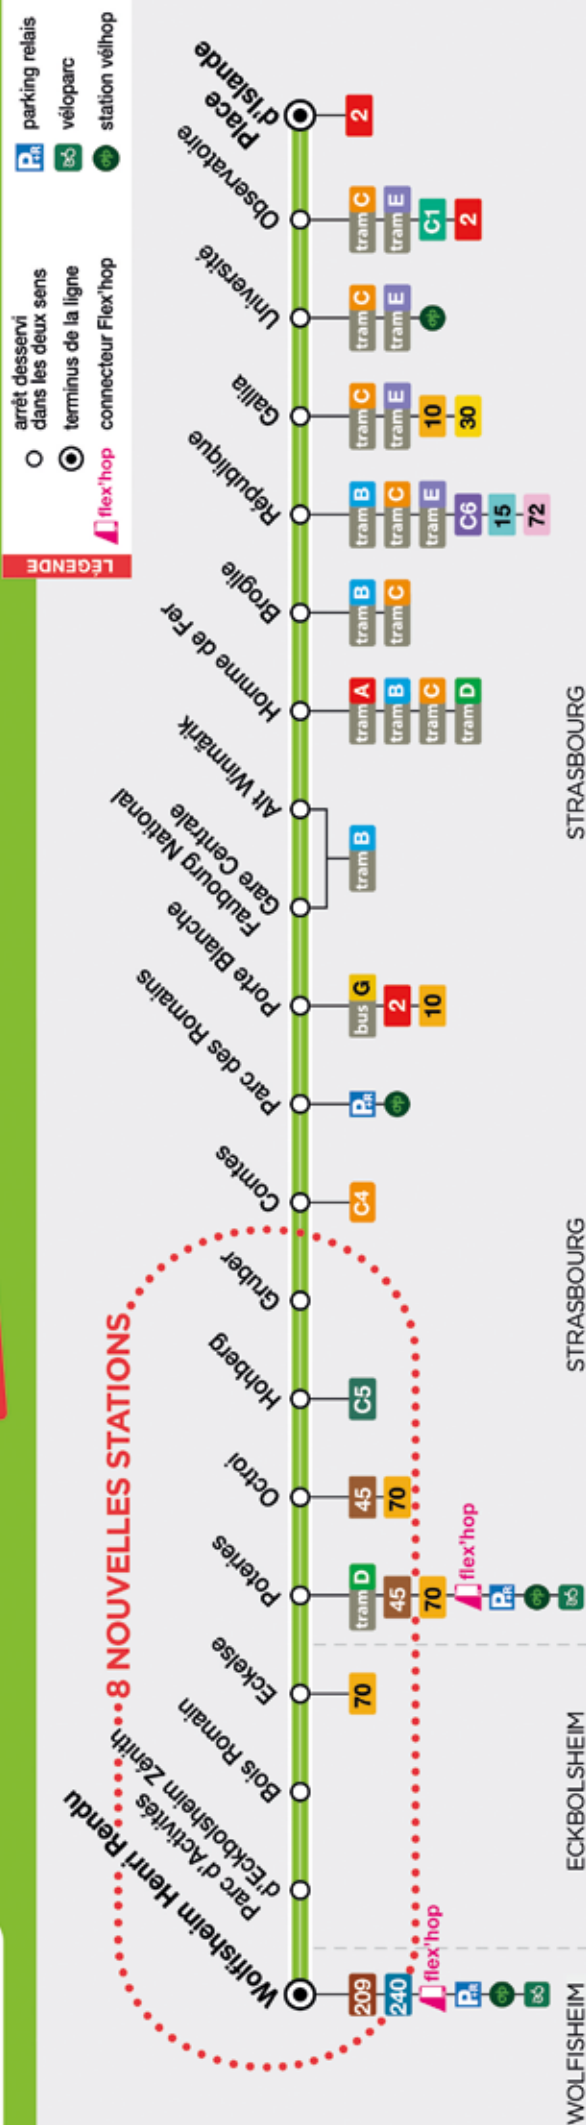 LÉGENDE
arrêt desservi
dans les deux sens
terminus de la ligne
flex'hop
connecteur Flex'hop
P+R
parking relais
véloparc
station vélhop
8 NOUVELLES STATIONS
Wolfisheim Henri Rendu
209
240
flex'hop
P+R
Parc d'Activités
d'Eckbolsheim Zénith
Bois Romain
Eckelse
70
Poteries
tram D
45
70
flex'hop
P+R
Octroi
45
70
Hohberg
C5
Gruber
Comtes
C4
Parc des Romains
P+R
Porte Blanche
bus G
2
10
Faubourg National
Gare Centrale
Alt Winmärik
tram B
Homme de Fer
tram A
tram B
tram C
tram D
Broglie
tram B
tram C
République
tram B
tram C
tram E
C6
15
72
Gallia
tram C
tram E
10
30
Université
tram C
tram E
Observatoire
tram C
tram E
C1
2
Place
d'Islande
2
WOLFISHEIM
ECKBOLSHEIM
STRASBOURG
STRASBOURG